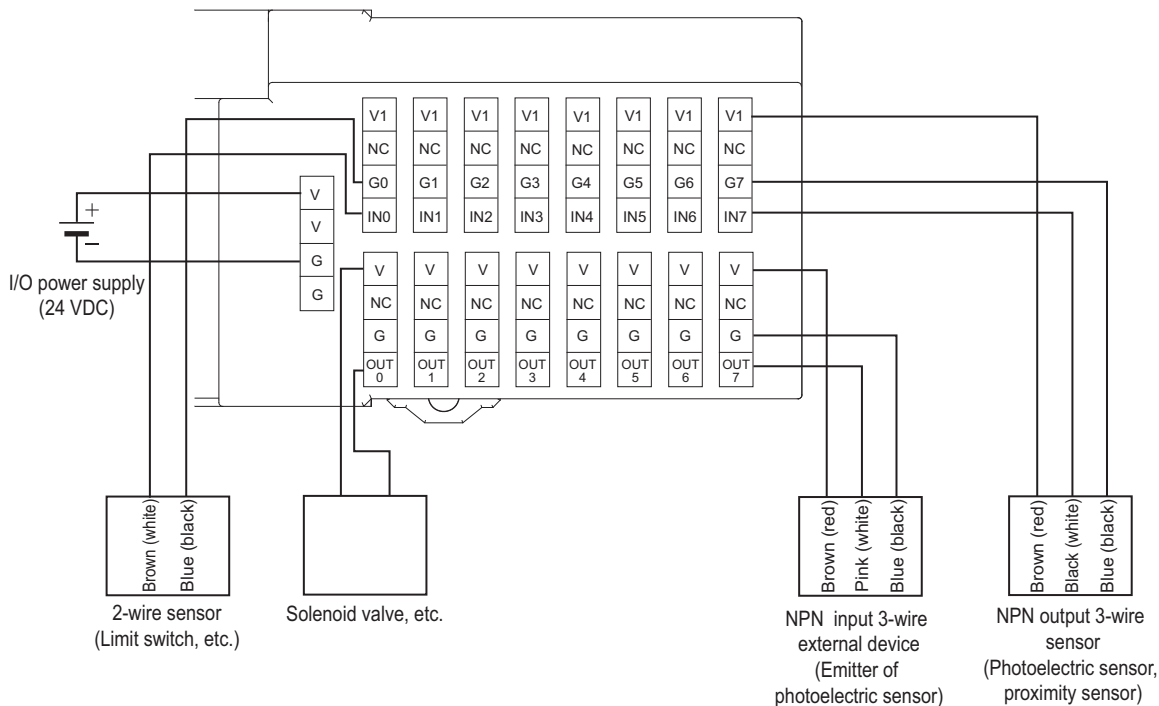 V1 V1 V1 V1 V1 V1 V1 V1
NC NC NC NC NC NC NC NC
G0 G1 G2 G3 G4 G5 G6 G7
IN0 IN1 IN2 IN3 IN4 IN5 IN6 IN7
V
V
G
G
+
−
I/O power supply
(24 VDC)
V V V V V V V V
NC NC NC NC NC NC NC NC
G G G G G G G G
OUT OUT OUT OUT OUT OUT OUT OUT
0 1 2 3 4 5 6 7
Brown (white)
Blue (black)
2-wire sensor
(Limit switch, etc.)
Solenoid valve, etc.
Brown (red)
Pink (white)
Blue (black)
NPN input 3-wire
external device
(Emitter of
photoelectric sensor)
Brown (red)
Black (white)
Blue (black)
NPN output 3-wire
sensor
(Photoelectric sensor,
proximity sensor)